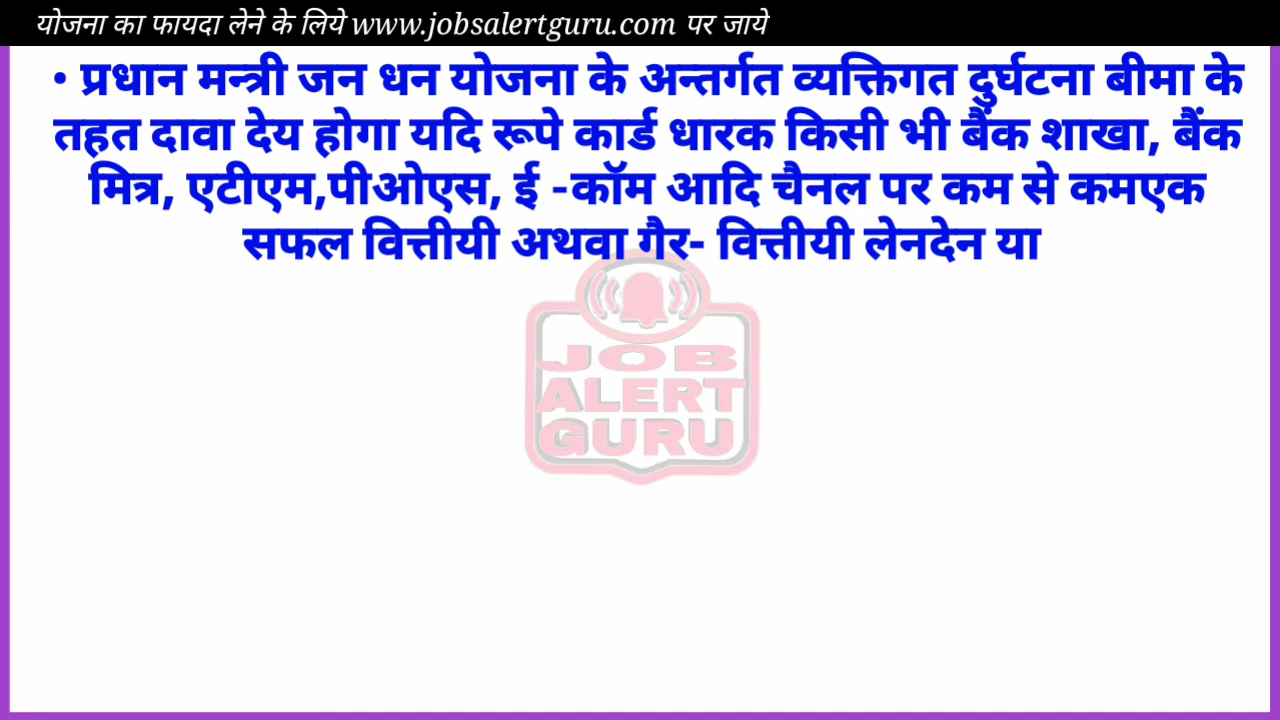 योजना का फायदा लेने के लिये www.jobsalertguru.com पर जाये
• प्रधान मन्त्री जन धन योजना के अन्तर्गत व्यक्तिगत दुर्घटना बीमा के
तहत दावा देय होगा यदि रूपे कार्ड धारक किसी भी बैंक शाखा, बैंक
मित्र, एटीएम,पीओएस, ई -कॉम आदि चैनल पर कम से कमएक
सफल वित्तीयी अथवा गैर- वित्तीयी लेनदेन या
JOB
ALERT
GURU